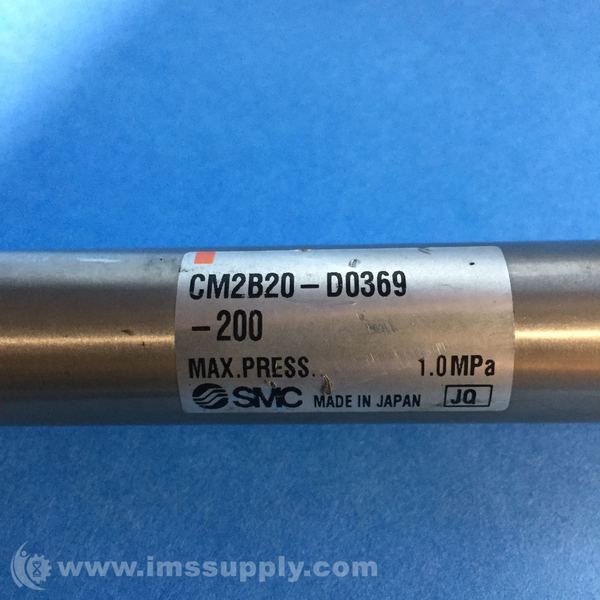 CM2B20-D0369
-200
MAX.PRESS. 1.0MPa
SMC MADE IN JAPAN JQ
www.imssupply.com